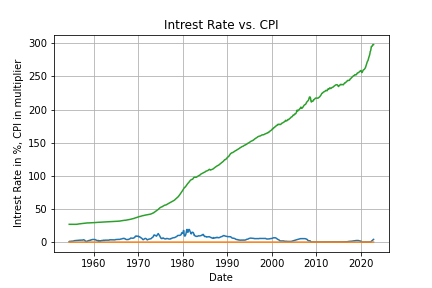 Intrest Rate vs. CPI
Intrest Rate in %, CPI in multiplier
300
250
200
150
100
50
0
1960 1970 1980 1990 2000 2010 2020
Date